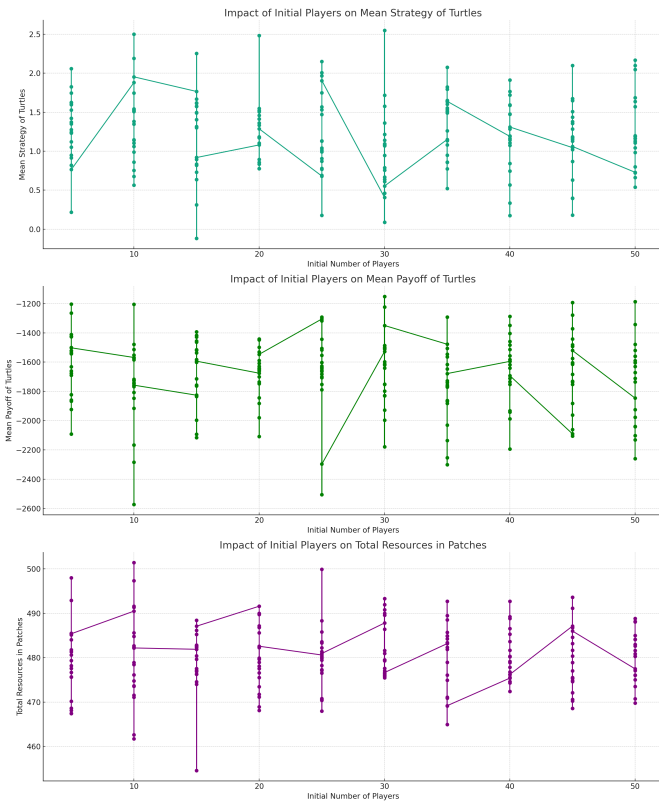 Impact of Initial Players on Mean Strategy of Turtles
2.5
2.0
1.5
1.0
0.5
0.0
Mean Strategy of Turtles
10 20 30 40 50
Initial Number of Players
Impact of Initial Players on Mean Payoff of Turtles
−1200
−1400
−1600
−1800
−2000
−2200
−2400
−2600
Mean Payoff of Turtles
10 20 30 40 50
Initial Number of Players
Impact of Initial Players on Total Resources in Patches
500
490
480
470
460
Total Resources in Patches
10 20 30 40 50
Initial Number of Players